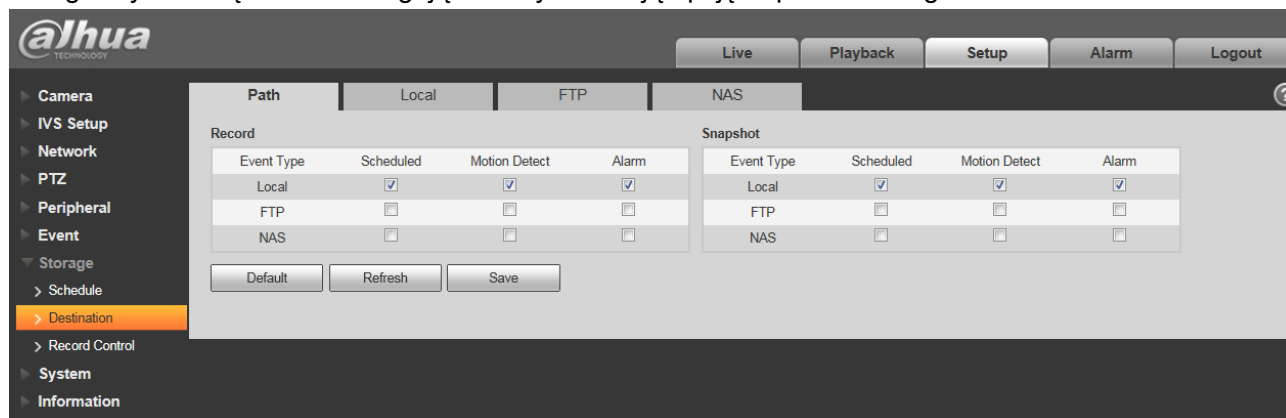 alhua
TECHNOLOGY
Live Playback Setup Alarm Logout
Camera
IVS Setup
Network
PTZ
Peripheral
Event
Storage
Schedule
Destination
Record Control
System
Information
Path Local FTP NAS
Record
Event Type Scheduled Motion Detect Alarm
Local
FTP
NAS
Default Refresh Save
Snapshot
Event Type Scheduled Motion Detect Alarm
Local
FTP
NAS